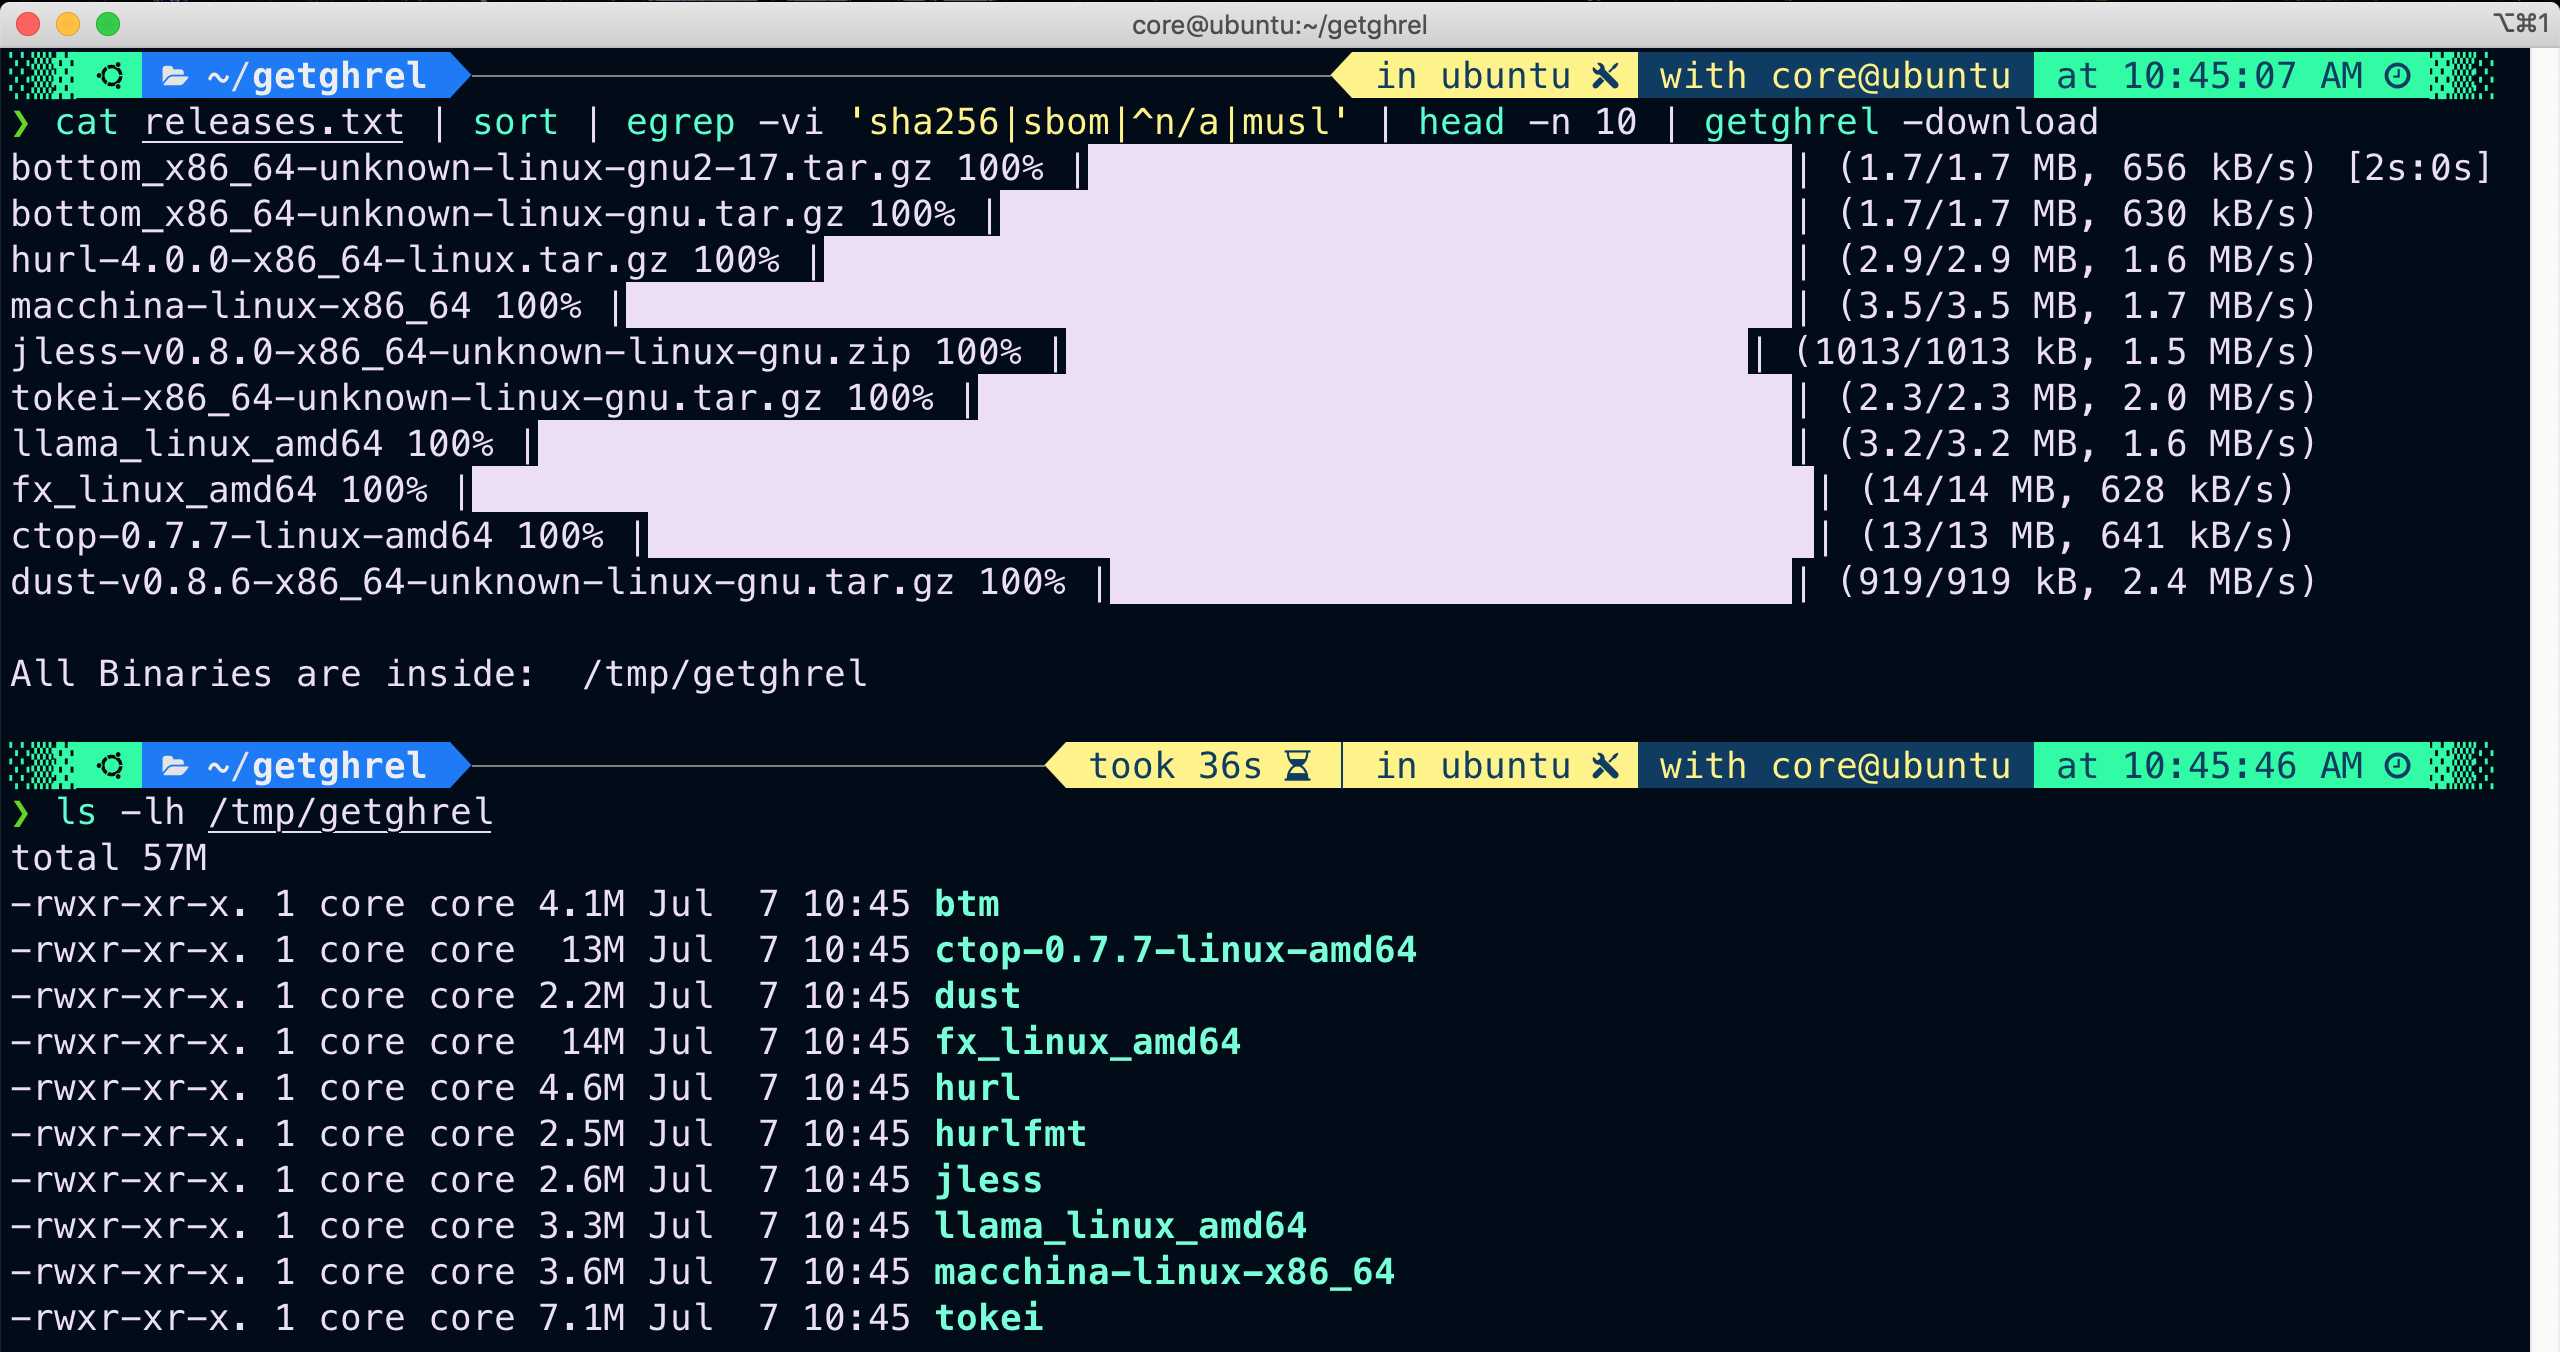 core@ubuntu:~/getghrel ⌥⌘1
~/getghrel in ubuntu with core@ubuntu at 10:45:07 AM
❯ cat releases.txt | sort | egrep -vi 'sha256|sbom|^n/a|musl' | head -n 10 | getghrel -download
bottom_x86_64-unknown-linux-gnu2-17.tar.gz 100% | | (1.7/1.7 MB, 656 kB/s) [2s:0s]
bottom_x86_64-unknown-linux-gnu.tar.gz 100% | | (1.7/1.7 MB, 630 kB/s)
hurl-4.0.0-x86_64-linux.tar.gz 100% | | (2.9/2.9 MB, 1.6 MB/s)
macchina-linux-x86_64 100% | | (3.5/3.5 MB, 1.7 MB/s)
jless-v0.8.0-x86_64-unknown-linux-gnu.zip 100% | | (1013/1013 kB, 1.5 MB/s)
tokei-x86_64-unknown-linux-gnu.tar.gz 100% | | (2.3/2.3 MB, 2.0 MB/s)
llama_linux_amd64 100% | | (3.2/3.2 MB, 1.6 MB/s)
fx_linux_amd64 100% | | (14/14 MB, 628 kB/s)
ctop-0.7.7-linux-amd64 100% | | (13/13 MB, 641 kB/s)
dust-v0.8.6-x86_64-unknown-linux-gnu.tar.gz 100% | | (919/919 kB, 2.4 MB/s)
All Binaries are inside:  /tmp/getghrel
~/getghrel took 36s in ubuntu with core@ubuntu at 10:45:46 AM
❯ ls -lh /tmp/getghrel
total 57M
-rwxr-xr-x. 1 core core 4.1M Jul  7 10:45 btm
-rwxr-xr-x. 1 core core  13M Jul  7 10:45 ctop-0.7.7-linux-amd64
-rwxr-xr-x. 1 core core 2.2M Jul  7 10:45 dust
-rwxr-xr-x. 1 core core  14M Jul  7 10:45 fx_linux_amd64
-rwxr-xr-x. 1 core core 4.6M Jul  7 10:45 hurl
-rwxr-xr-x. 1 core core 2.5M Jul  7 10:45 hurlfmt
-rwxr-xr-x. 1 core core 2.6M Jul  7 10:45 jless
-rwxr-xr-x. 1 core core 3.3M Jul  7 10:45 llama_linux_amd64
-rwxr-xr-x. 1 core core 3.6M Jul  7 10:45 macchina-linux-x86_64
-rwxr-xr-x. 1 core core 7.1M Jul  7 10:45 tokei